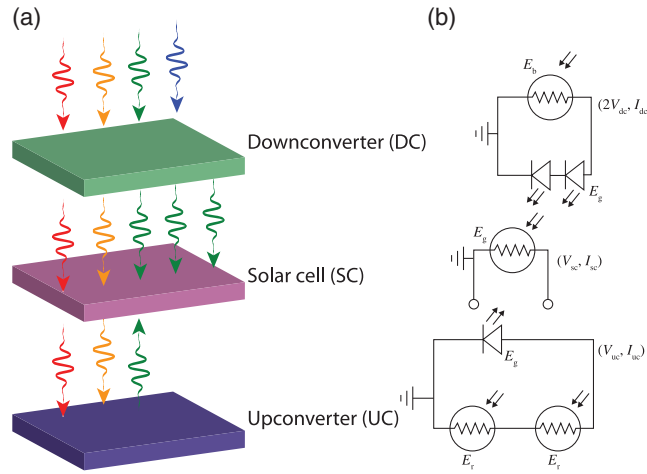 (a)
Downconverter (DC)
Solar cell (SC)
Upconverter (UC)
(b)
E_b
(2V_dc, I_dc)
E_g
E_g
(V_sc, I_sc)
E_g
(V_uc, I_uc)
E_r
E_r